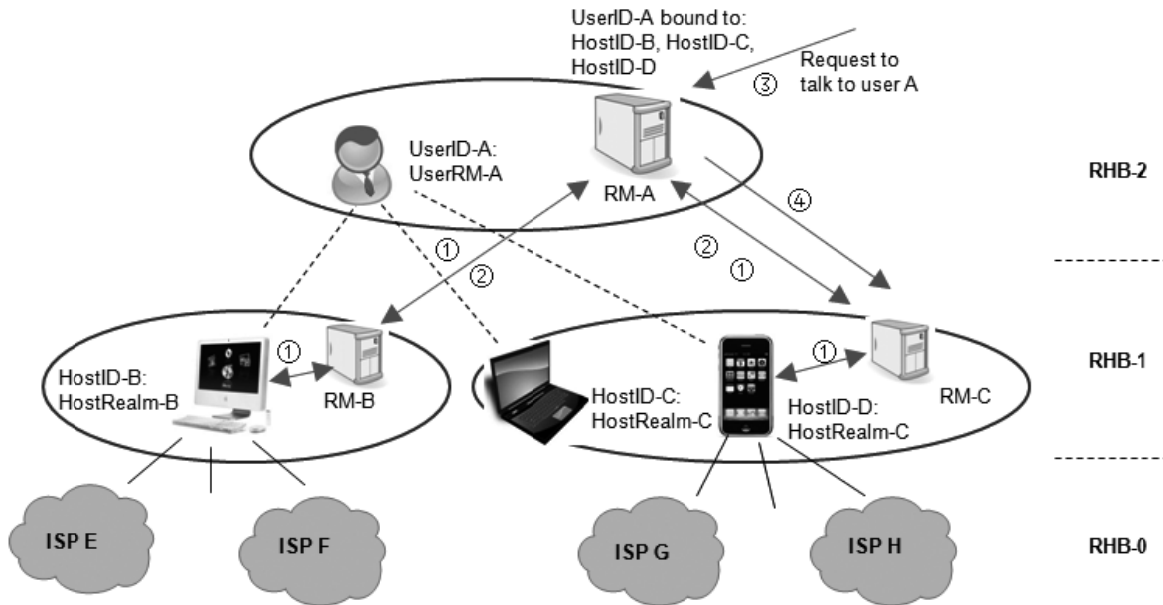 UserID-A bound to:
HostID-B, HostID-C,
HostID-D
③
Request to
talk to user A
UserID-A:
UserRM-A
RM-A
RHB-2
④
①
②
②
①
①
HostID-B:
HostRealm-B
RM-B
HostID-C:
HostRealm-C
①
HostID-D:
HostRealm-C
RM-C
RHB-1
ISP E
ISP F
ISP G
ISP H
RHB-0